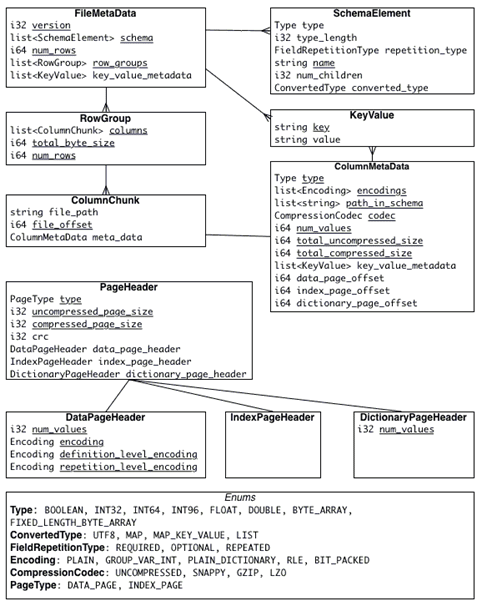 FileMetaData
i32 version
list<SchemaElement> schema
i64 num_rows
list<RowGroup> row_groups
list<KeyValue> key_value_metadata
SchemaElement
Type type
i32 type_length
FieldRepetitionType repetition_type
string name
i32 num_children
ConvertedType converted_type
RowGroup
list<ColumnChunk> columns
i64 total_byte_size
i64 num_rows
KeyValue
string key
string value
ColumnMetaData
Type type
list<Encoding> encodings
list<string> path_in_schema
CompressionCodec codec
i64 num_values
i64 total_uncompressed_size
i64 total_compressed_size
list<KeyValue> key_value_metadata
i64 data_page_offset
i64 index_page_offset
i64 dictionary_page_offset
ColumnChunk
string file_path
i64 file_offset
ColumnMetaData meta_data
PageHeader
PageType type
i32 uncompressed_page_size
i32 compressed_page_size
i32 crc
DataPageHeader data_page_header
IndexPageHeader index_page_header
DictionaryPageHeader dictionary_page_header
DataPageHeader
i32 num_values
Encoding encoding
Encoding definition_level_encoding
Encoding repetition_level_encoding
IndexPageHeader
DictionaryPageHeader
i32 num_values
Enums
Type: BOOLEAN, INT32, INT64, INT96, FLOAT, DOUBLE, BYTE_ARRAY,
FIXED_LENGTH_BYTE_ARRAY
ConvertedType: UTF8, MAP, MAP_KEY_VALUE, LIST
FieldRepetitionType: REQUIRED, OPTIONAL, REPEATED
Encoding: PLAIN, GROUP_VAR_INT, PLAIN_DICTIONARY, RLE, BIT_PACKED
CompressionCodec: UNCOMPRESSED, SNAPPY, GZIP, LZO
PageType: DATA_PAGE, INDEX_PAGE